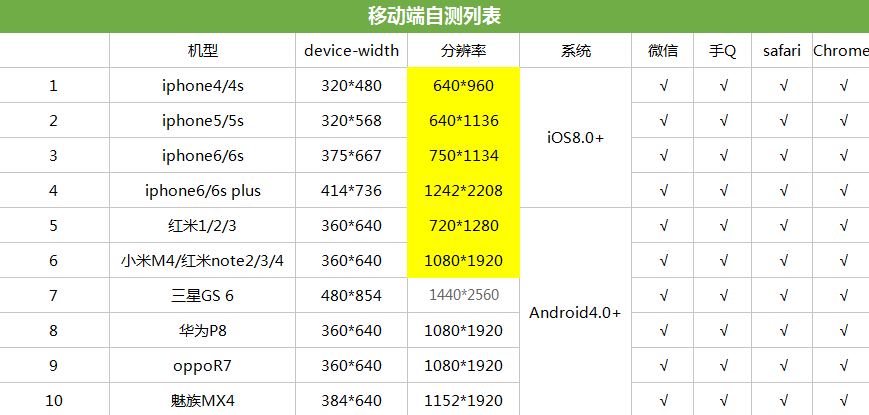 移动端自测列表
机型 device-width 分辨率 系统 微信 手Q safari Chrome
1 iphone4/4s 320*480 640*960 √ √ √ √
2 iphone5/5s 320*568 640*1136 iOS8.0+ √ √ √ √
3 iphone6/6s 375*667 750*1134 √ √ √ √
4 iphone6/6s plus 414*736 1242*2208 √ √ √ √
5 红米1/2/3 360*640 720*1280 √ √ √ √
6 小米M4/红米note2/3/4 360*640 1080*1920 √ √ √ √
7 三星GS 6 480*854 1440*2560 Android4.0+ √ √ √ √
8 华为P8 360*640 1080*1920 √ √ √ √
9 oppoR7 360*640 1080*1920 √ √ √ √
10 魅族MX4 384*640 1152*1920 √ √ √ √